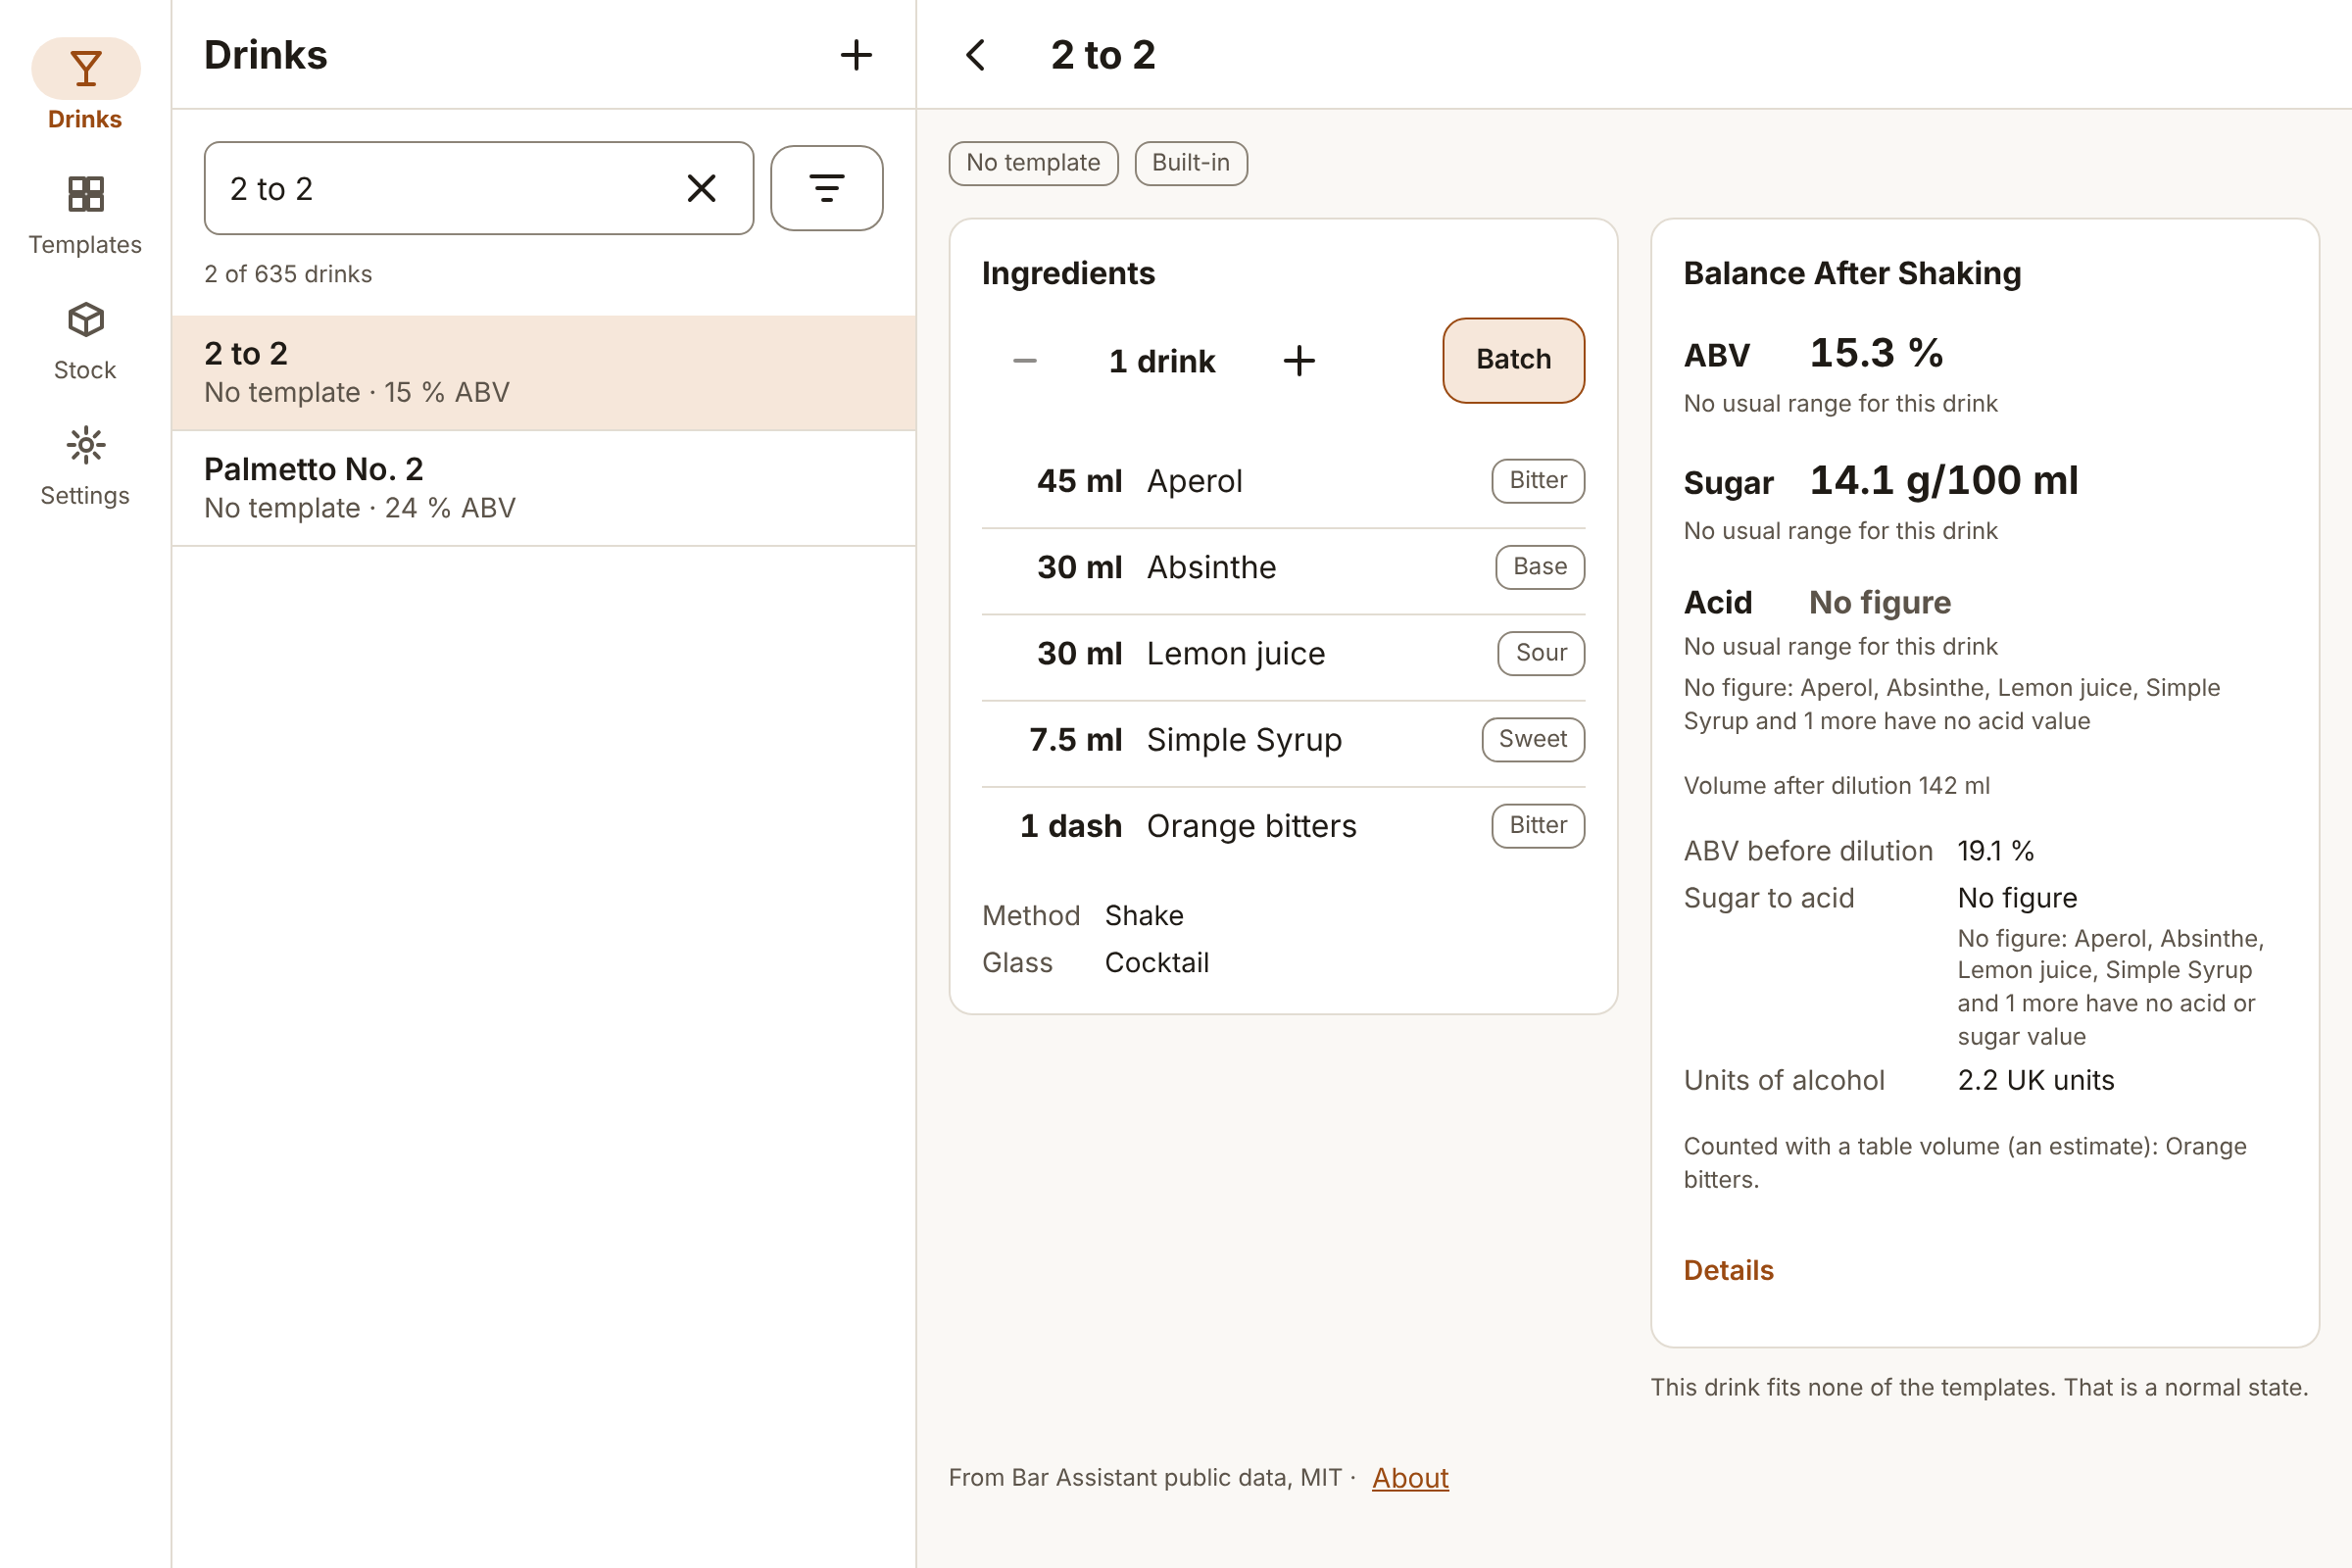 Drinks
Templates
Stock
Settings
Drinks
2 to 2
2 of 635 drinks
2 to 2
No template · 15 % ABV
Palmetto No. 2
No template · 24 % ABV
2 to 2
No template
Built-in
Ingredients
1 drink
Batch
45 ml Aperol Bitter
30 ml Absinthe Base
30 ml Lemon juice Sour
7.5 ml Simple Syrup Sweet
1 dash Orange bitters Bitter
Method Shake
Glass Cocktail
Balance After Shaking
ABV 15.3 %
No usual range for this drink
Sugar 14.1 g/100 ml
No usual range for this drink
Acid No figure
No usual range for this drink
No figure: Aperol, Absinthe, Lemon juice, Simple
Syrup and 1 more have no acid value
Volume after dilution 142 ml
ABV before dilution 19.1 %
Sugar to acid No figure
No figure: Aperol, Absinthe,
Lemon juice, Simple Syrup
and 1 more have no acid or
sugar value
Units of alcohol 2.2 UK units
Counted with a table volume (an estimate): Orange
bitters.
Details
This drink fits none of the templates. That is a normal state.
From Bar Assistant public data, MIT · About